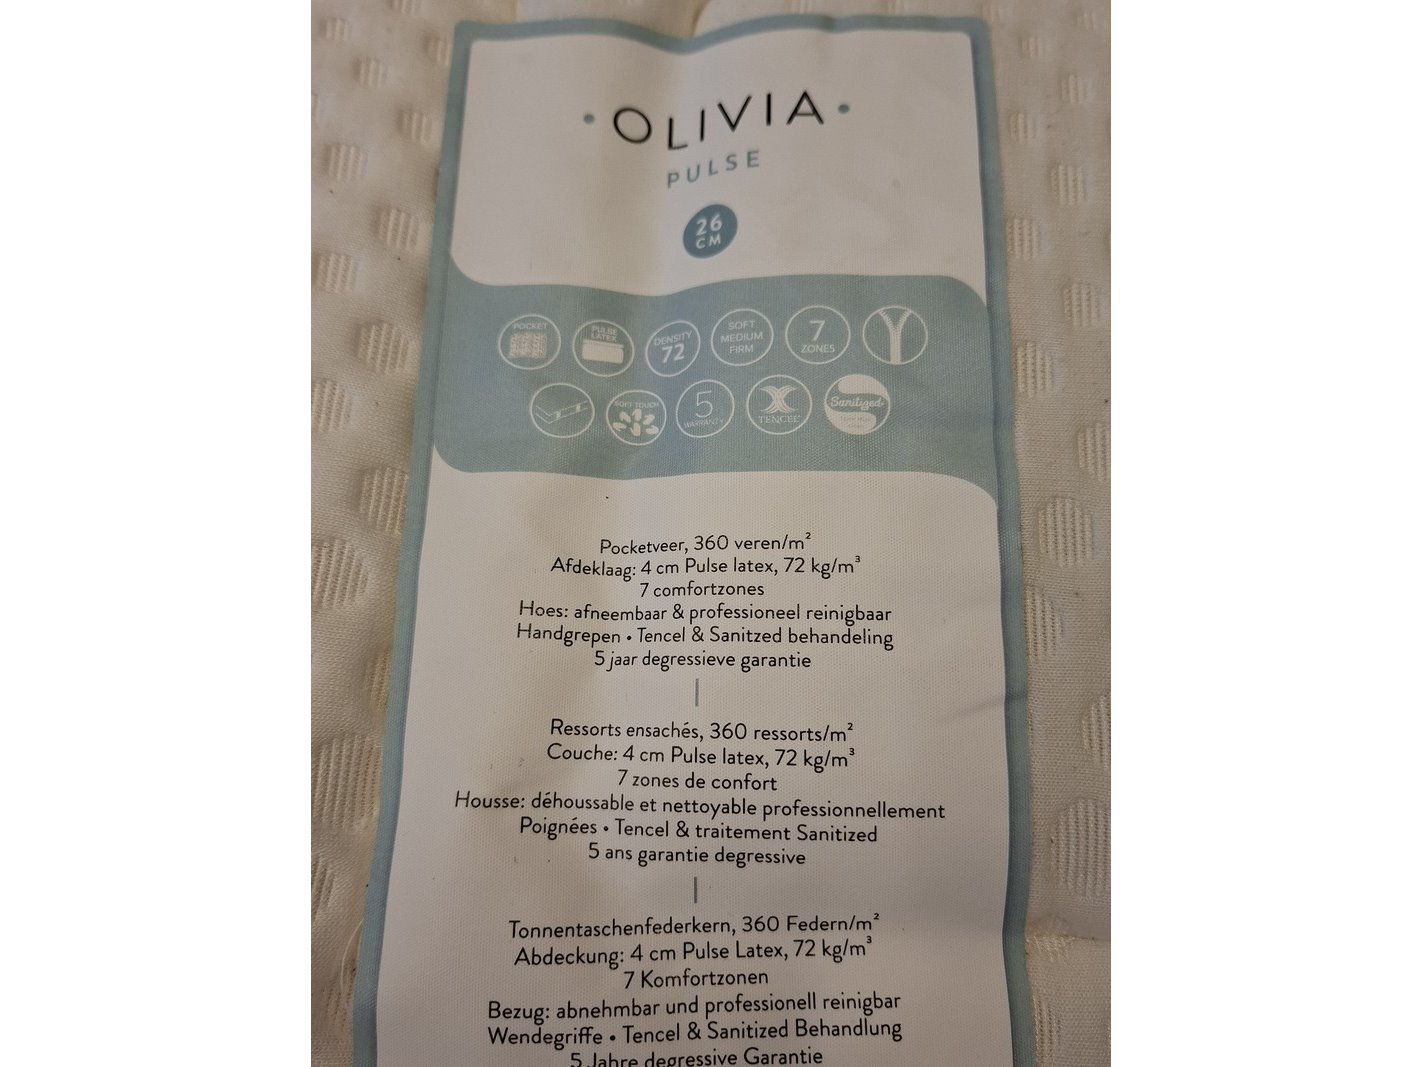 OLIVIA
PULSE
26
CM
POCKET
PULSE
LATEX
DENSITY
72
SOFT
MEDIUM
FIRM
7
ZONES
SOFT TOUCH
5
WARRANTY
TENCEL
Sanitized
Pocketveer, 360 veren/m²
Afdeklaag: 4 cm Pulse latex, 72 kg/m³
7 comfortzones
Hoes: afneembaar & professioneel reinigbaar
Handgrepen • Tencel & Sanitzed behandeling
5 jaar degressieve garantie
Ressorts ensachés, 360 ressorts/m²
Couche: 4 cm Pulse latex, 72 kg/m³
7 zones de confort
Housse: déhoussable et nettoyable professionnellement
Poignées • Tencel & traitement Sanitized
5 ans garantie degressive
Tonnentaschenfederkern, 360 Federn/m²
Abdeckung: 4 cm Pulse Latex, 72 kg/m³
7 Komfortzonen
Bezug: abnehmbar und professionell reinigbar
Wendegriffe • Tencel & Sanitized Behandlung
5 Jahre degressive Garantie